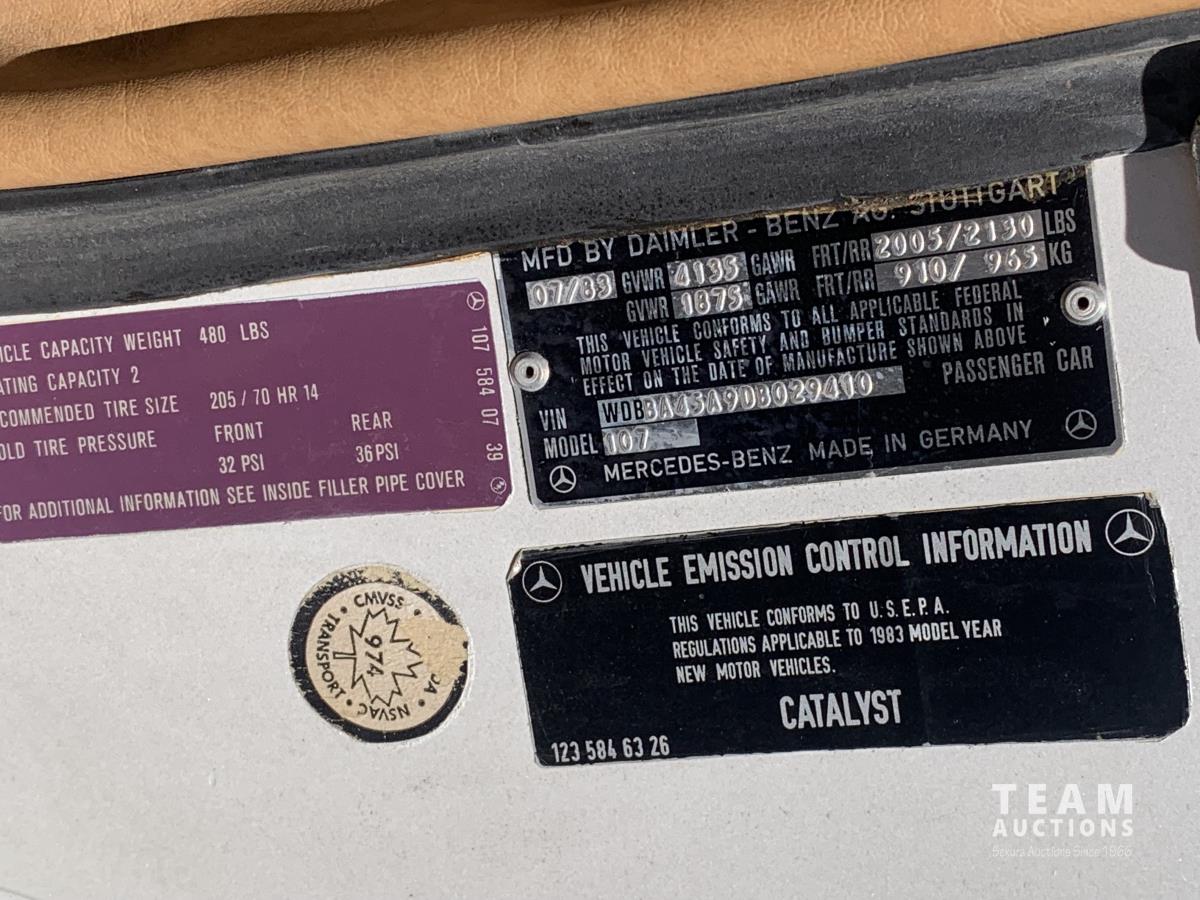 MFD BY DAIMLER - BENZ AG. STUTTGART
07/83 GVWR 4135 GAWR FRT/RR 2005/2130 LBS
GVWR 1875 GAWR FRT/RR 910/ 965 KG
THIS VEHICLE CONFORMS TO ALL APPLICABLE FEDERAL
MOTOR VEHICLE SAFETY AND BUMPER STANDARDS IN
EFFECT ON THE DATE OF MANUFACTURE SHOWN ABOVE
VIN WDBBA45A9DB029410 PASSENGER CAR
MODEL 107
MERCEDES-BENZ MADE IN GERMANY
ICLE CAPACITY WEIGHT 480 LBS
ATING CAPACITY 2
COMMENDED TIRE SIZE 205 / 70 HR 14
OLD TIRE PRESSURE FRONT REAR
32 PSI 36 PSI
FOR ADDITIONAL INFORMATION SEE INSIDE FILLER PIPE COVER
107 584 07 39
VEHICLE EMISSION CONTROL INFORMATION
THIS VEHICLE CONFORMS TO U.S.E.P.A.
REGULATIONS APPLICABLE TO 1983 MODEL YEAR
NEW MOTOR VEHICLES.
CATALYST
123 584 63 26
TRANSPORT • CMVSS
NSVAC
974
TEAM
AUCTIONS